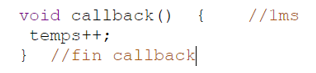 void callback()  {    //1ms
 temps++;
}  //fin callback